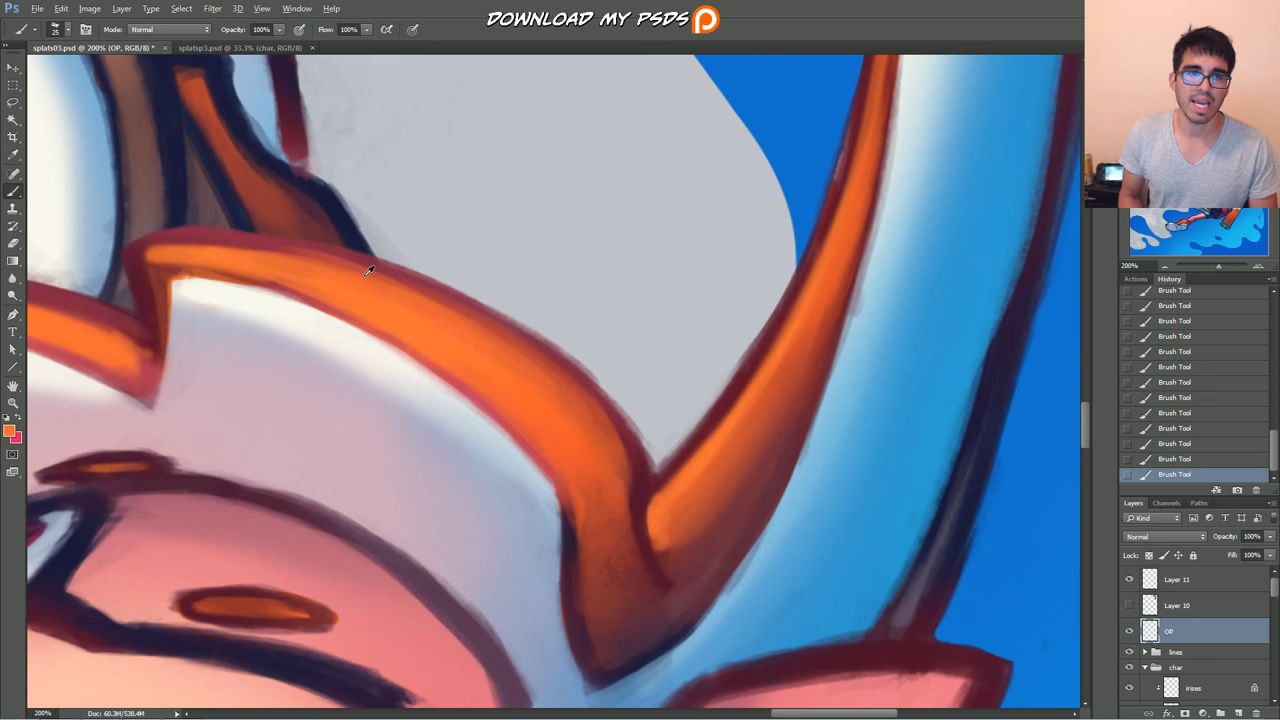 Ps File Edit Image Layer Type Select Filter 3D View Window Help
DOWNLOAD MY PSDS
25 Mode: Normal Opacity: 100% Flow: 100%
splats03.psd @ 200% (OP, RGB/8) * × splatsp3.psd @ 33.3% (char, RGB/8) ×
200%
Actions History
Brush Tool
Brush Tool
Brush Tool
Brush Tool
Brush Tool
Brush Tool
Brush Tool
Brush Tool
Brush Tool
Brush Tool
Brush Tool
Brush Tool
Brush Tool
Layers Channels Paths
Kind
Normal Opacity: 100%
Lock: Fill: 100%
Layer 11
Layer 10
OP
lines
char
irises
200% Doc: 60.3M/538.4M